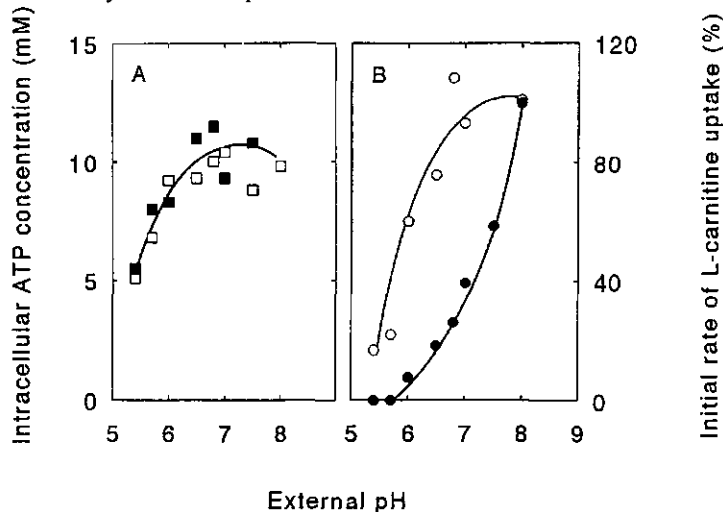 Intracellular ATP concentration (mM)
15
10
5
0
A
5 6 7 8
B
5 6 7 8 9
120
80
40
0
Initial rate of L-carnitine uptake (%)
External pH